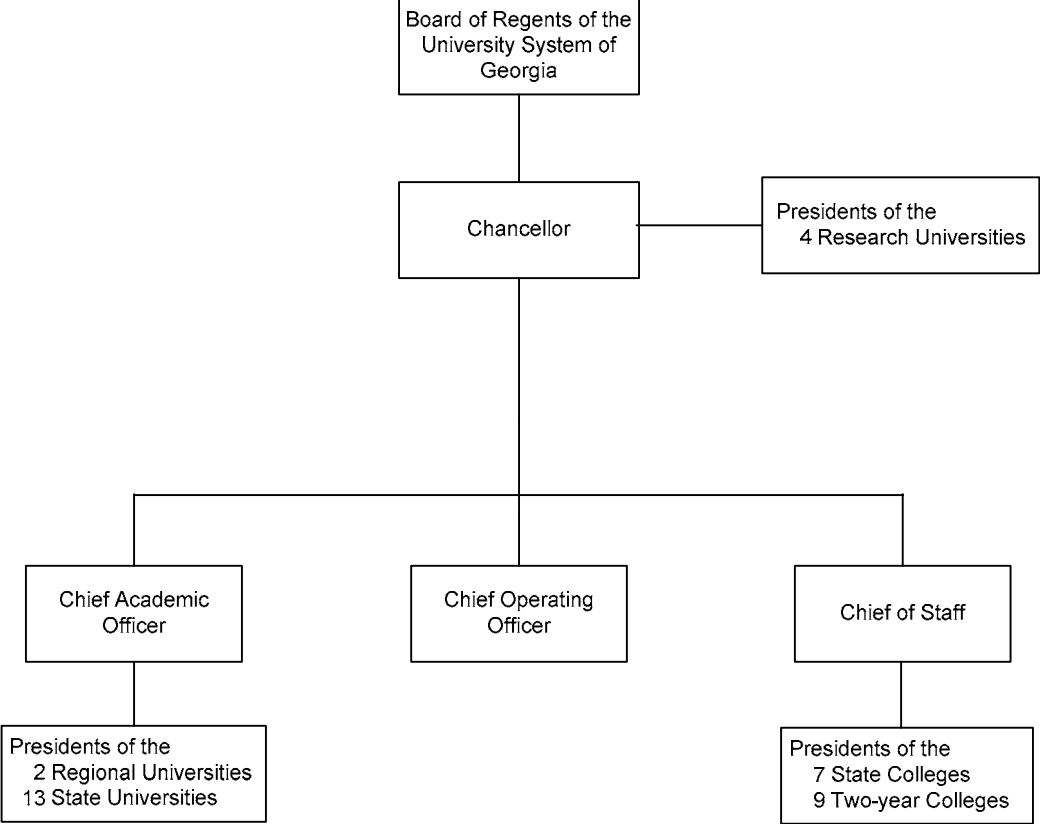 Board of Regents of the
University System of
Georgia
Chancellor
Presidents of the
4 Research Universities
Chief Academic
Officer
Chief Operating
Officer
Chief of Staff
Presidents of the
2 Regional Universities
13 State Universities
Presidents of the
7 State Colleges
9 Two-year Colleges